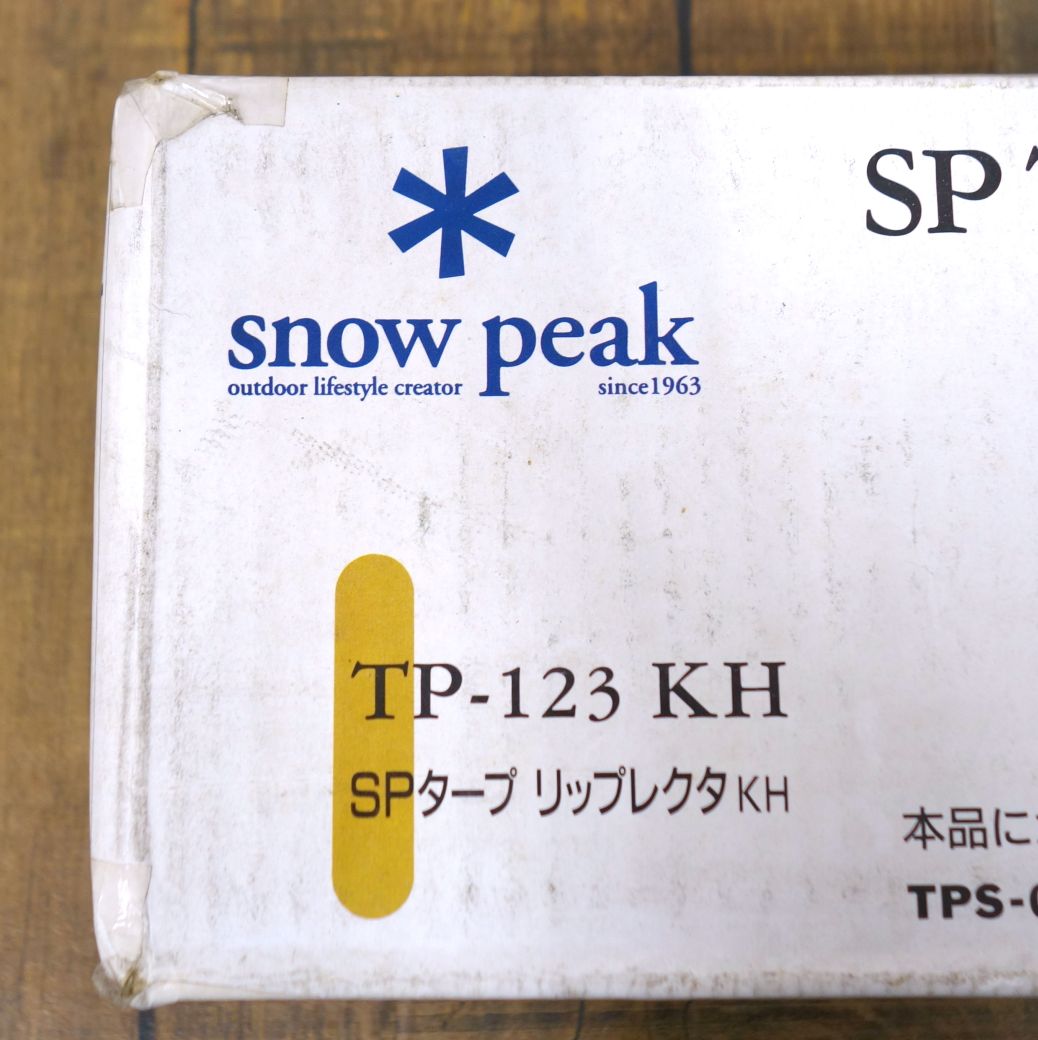 snow peak
outdoor lifestyle creator since1963
SP
TP-123 KH
SPタープ リップレクタ KH
本品に
TPS-